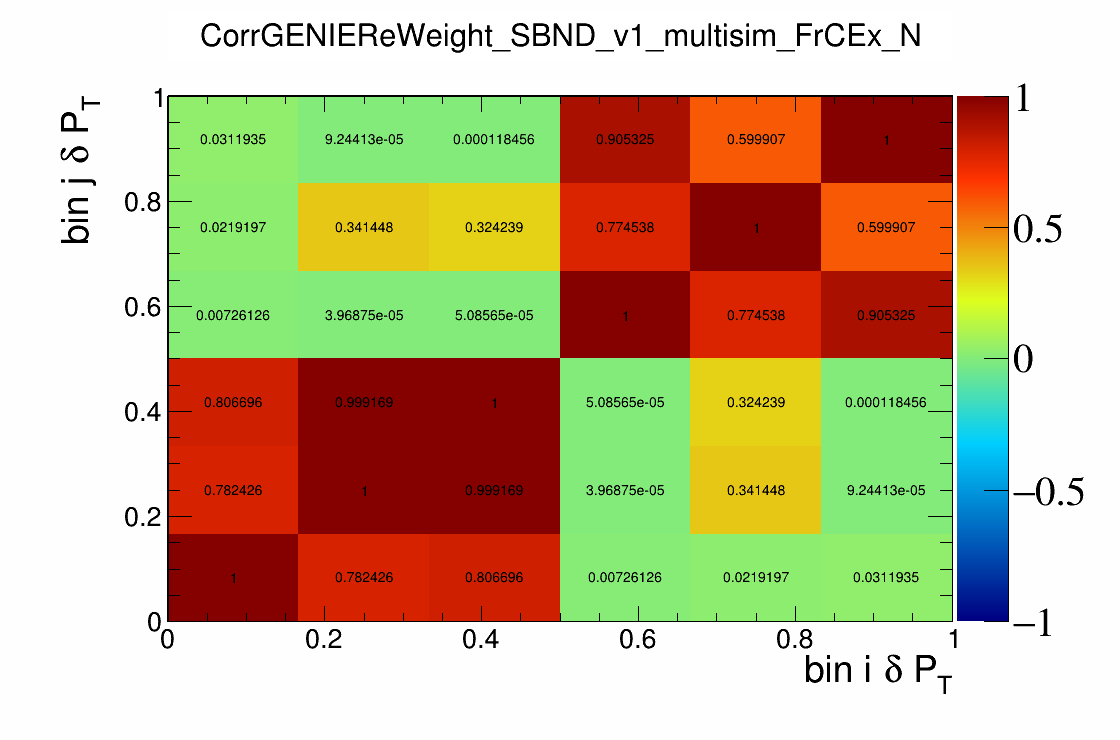 CorrGENIEReWeight_SBND_v1_multisim_FrCEx_N
bin j δ P_T
1
0.8
0.6
0.4
0.2
0
0.0311935 9.24413e-05 0.000118456 0.905325 0.599907 1
0.0219197 0.341448 0.324239 0.774538 1 0.599907
0.00726126 3.96875e-05 5.08565e-05 1 0.774538 0.905325
0.806696 0.999169 1 5.08565e-05 0.324239 0.000118456
0.782426 1 0.999169 3.96875e-05 0.341448 9.24413e-05
1 0.782426 0.806696 0.00726126 0.0219197 0.0311935
0 0.2 0.4 0.6 0.8 1
bin i δ P_T
1
0.5
0
−0.5
−1